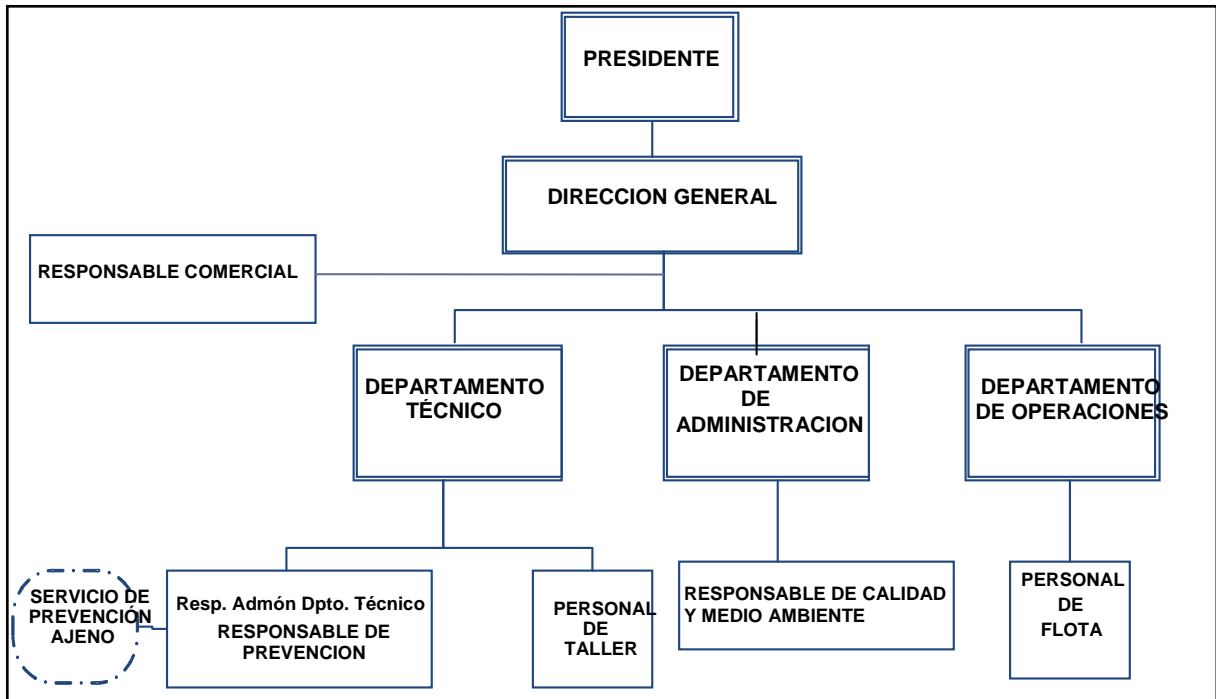 PRESIDENTE
DIRECCION GENERAL
RESPONSABLE COMERCIAL
DEPARTAMENTO
TÉCNICO
DEPARTAMENTO
DE
ADMINISTRACION
DEPARTAMENTO
DE OPERACIONES
SERVICIO DE
PREVENCIÓN
AJENO
Resp. Admón Dpto. Técnico
RESPONSABLE DE
PREVENCION
PERSONAL
DE
TALLER
RESPONSABLE DE CALIDAD
Y MEDIO AMBIENTE
PERSONAL
DE
FLOTA